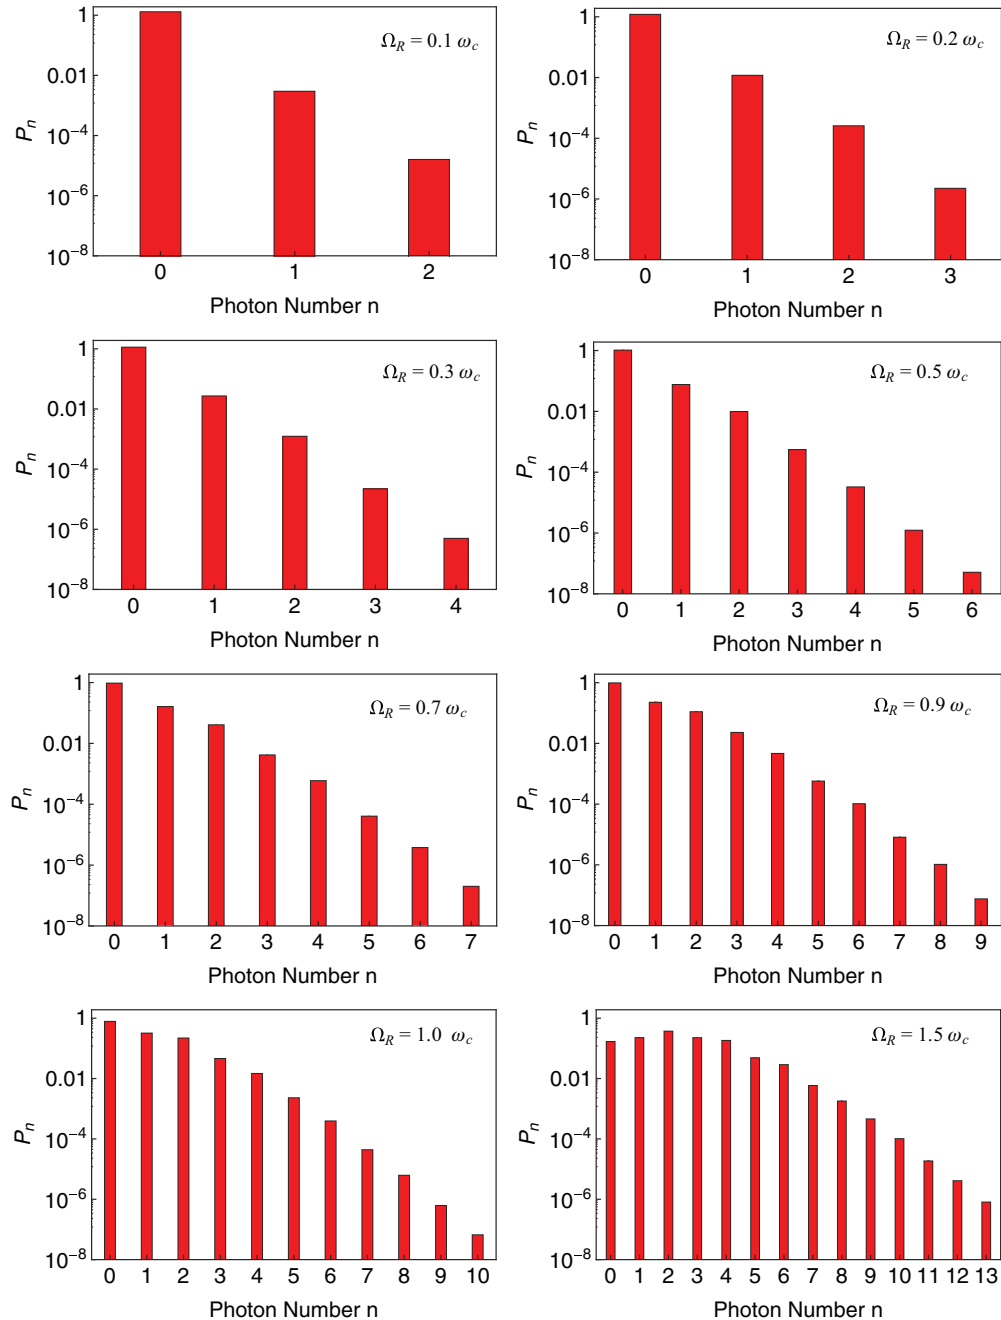 1
0.01
10⁻⁴
10⁻⁶
10⁻⁸
P_n
Ω_R = 0.1 ω_c
0 1 2
Photon Number n
1
0.01
10⁻⁴
10⁻⁶
10⁻⁸
P_n
Ω_R = 0.2 ω_c
0 1 2 3
Photon Number n
1
0.01
10⁻⁴
10⁻⁶
10⁻⁸
P_n
Ω_R = 0.3 ω_c
0 1 2 3 4
Photon Number n
1
0.01
10⁻⁴
10⁻⁶
10⁻⁸
P_n
Ω_R = 0.5 ω_c
0 1 2 3 4 5 6
Photon Number n
1
0.01
10⁻⁴
10⁻⁶
10⁻⁸
P_n
Ω_R = 0.7 ω_c
0 1 2 3 4 5 6 7
Photon Number n
1
0.01
10⁻⁴
10⁻⁶
10⁻⁸
P_n
Ω_R = 0.9 ω_c
0 1 2 3 4 5 6 7 8 9
Photon Number n
1
0.01
10⁻⁴
10⁻⁶
10⁻⁸
P_n
Ω_R = 1.0 ω_c
0 1 2 3 4 5 6 7 8 9 10
Photon Number n
1
0.01
10⁻⁴
10⁻⁶
10⁻⁸
P_n
Ω_R = 1.5 ω_c
0 1 2 3 4 5 6 7 8 9 10 11 12 13
Photon Number n